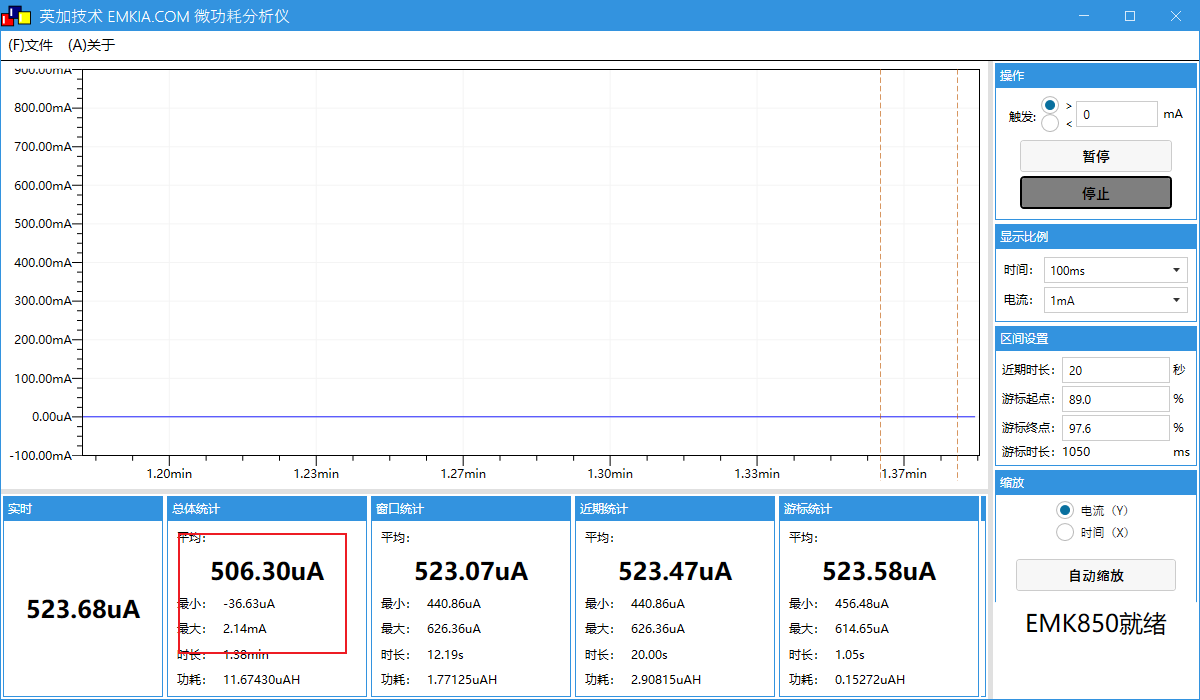 英加技术 EMKIA.COM 微功耗分析仪
(F)文件 (A)关于
900.00mA
800.00mA
700.00mA
600.00mA
500.00mA
400.00mA
300.00mA
200.00mA
100.00mA
0.00uA
-100.00mA
1.20min 1.23min 1.27min 1.30min 1.33min 1.37min
操作
触发: > < 0 mA
暂停
停止
显示比例
时间: 100ms
电流: 1mA
区间设置
近期时长: 20 秒
游标起点: 89.0 %
游标终点: 97.6 %
游标时长: 1050 ms
缩放
电流（Y）
时间（X）
自动缩放
EMK850就绪
实时
523.68uA
总体统计
平均:
506.30uA
最小: -36.63uA
最大: 2.14mA
时长: 1.38min
功耗: 11.67430uAH
窗口统计
平均:
523.07uA
最小: 440.86uA
最大: 626.36uA
时长: 12.19s
功耗: 1.77125uAH
近期统计
平均:
523.47uA
最小: 440.86uA
最大: 626.36uA
时长: 20.00s
功耗: 2.90815uAH
游标统计
平均:
523.58uA
最小: 456.48uA
最大: 614.65uA
时长: 1.05s
功耗: 0.15272uAH